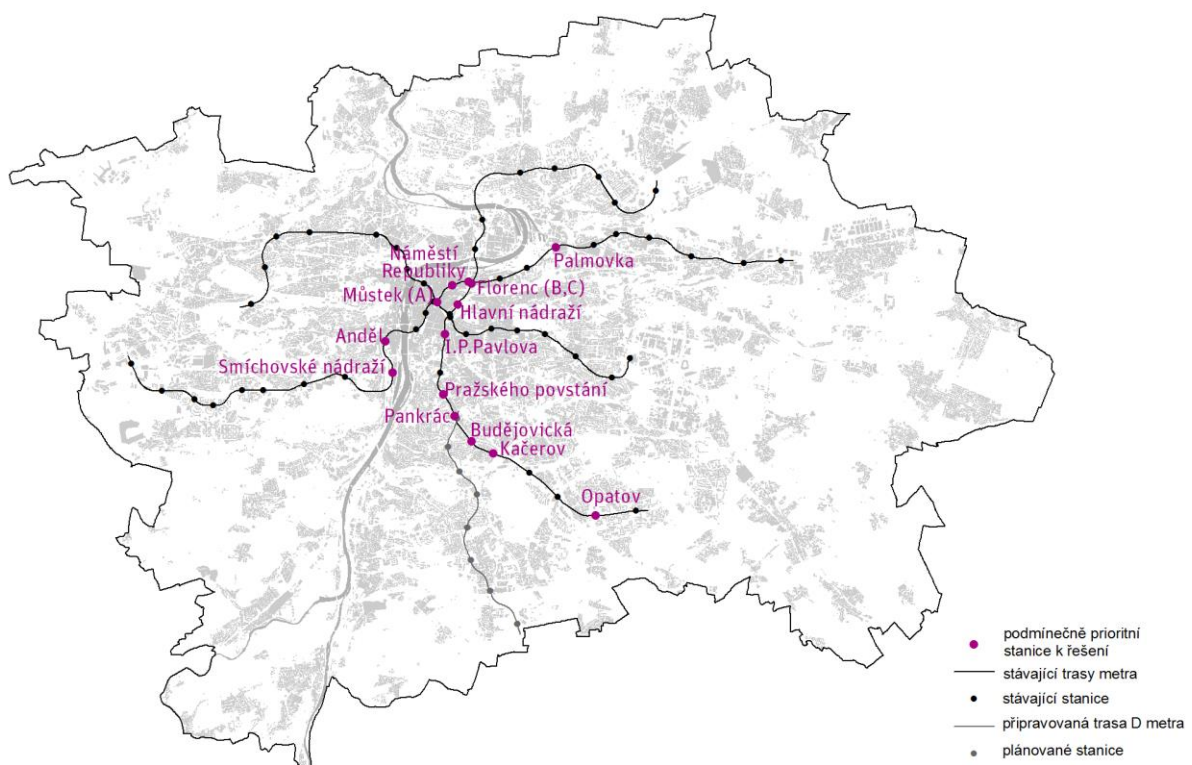 Náměstí
Republiky
Palmovka
Florenc (B,C)
Můstek (A)
Hlavní nádraží
Anděl
I.P.Pavlova
Smíchovské nádraží
Pražského povstání
Pankrác
Budějovická
Kačerov
Opatov
podmínečně prioritní
stanice k řešení
stávající trasy metra
stávající stanice
připravovaná trasa D metra
plánované stanice